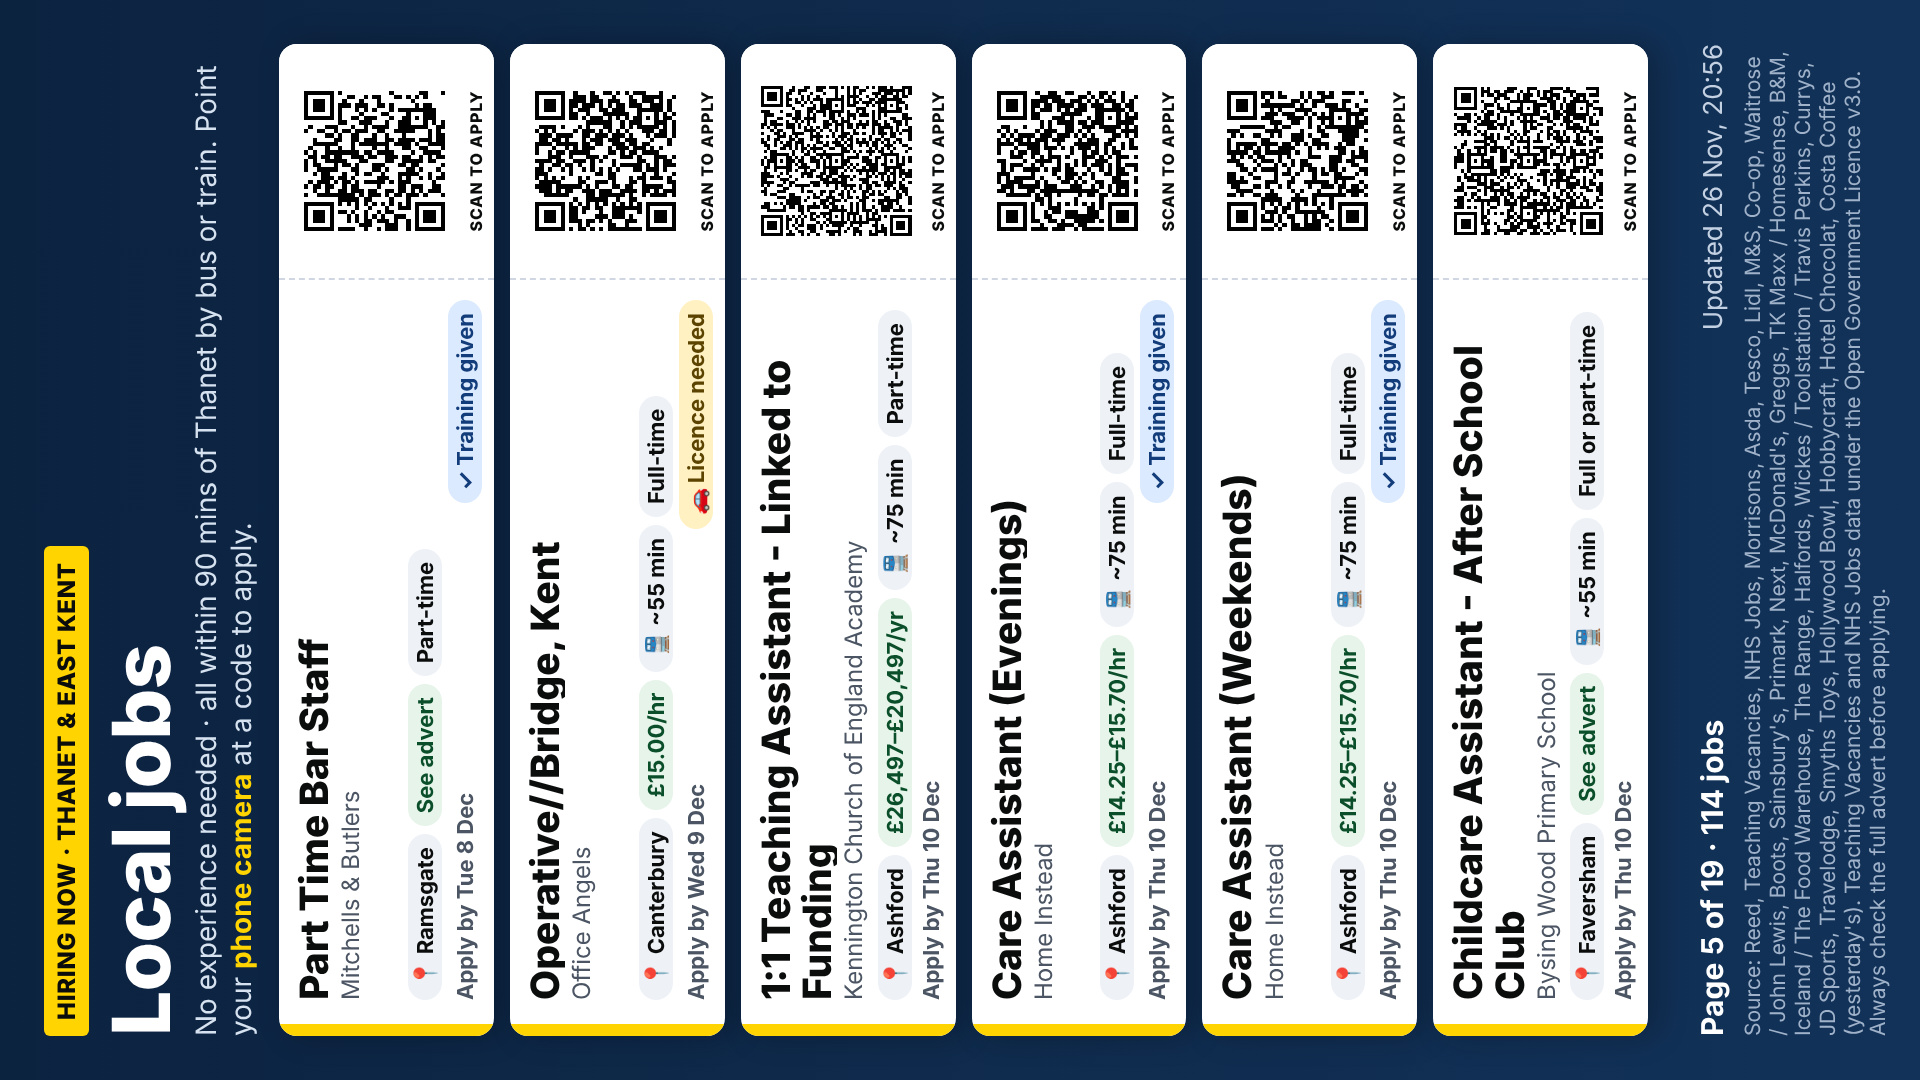 HIRING NOW · THANET & EAST KENT
Local jobs
No experience needed · all within 90 mins of Thanet by bus or train. Point
your phone camera at a code to apply.
Part Time Bar Staff
Mitchells & Butlers
📍 Ramsgate
See advert
Part-time
Apply by Tue 8 Dec
✓ Training given
SCAN TO APPLY
Operative//Bridge, Kent
Office Angels
📍 Canterbury
£15.00/hr
🚆 ~55 min
Full-time
Apply by Wed 9 Dec
🚗 Licence needed
SCAN TO APPLY
1:1 Teaching Assistant - Linked to
Funding
Kennington Church of England Academy
📍 Ashford
£26,497–£20,497/yr
🚆 ~75 min
Part-time
Apply by Thu 10 Dec
SCAN TO APPLY
Care Assistant (Evenings)
Home Instead
📍 Ashford
£14.25–£15.70/hr
🚆 ~75 min
Full-time
Apply by Thu 10 Dec
✓ Training given
SCAN TO APPLY
Care Assistant (Weekends)
Home Instead
📍 Ashford
£14.25–£15.70/hr
🚆 ~75 min
Full-time
Apply by Thu 10 Dec
✓ Training given
SCAN TO APPLY
Childcare Assistant - After School
Club
Bysing Wood Primary School
📍 Faversham
See advert
🚆 ~55 min
Full or part-time
Apply by Thu 10 Dec
SCAN TO APPLY
Page 5 of 19 · 114 jobs
Updated 26 Nov, 20:56
Source: Reed, Teaching Vacancies, NHS Jobs, Morrisons, Asda, Tesco, Lidl, M&S, Co-op, Waitrose
/ John Lewis, Boots, Sainsbury's, Primark, Next, McDonald's, Greggs, TK Maxx / Homesense, B&M,
Iceland / The Food Warehouse, The Range, Halfords, Wickes / Toolstation / Travis Perkins, Currys,
JD Sports, Travelodge, Smyths Toys, Hollywood Bowl, Hobbycraft, Hotel Chocolat, Costa Coffee
(yesterday's). Teaching Vacancies and NHS Jobs data under the Open Government Licence v3.0.
Always check the full advert before applying.